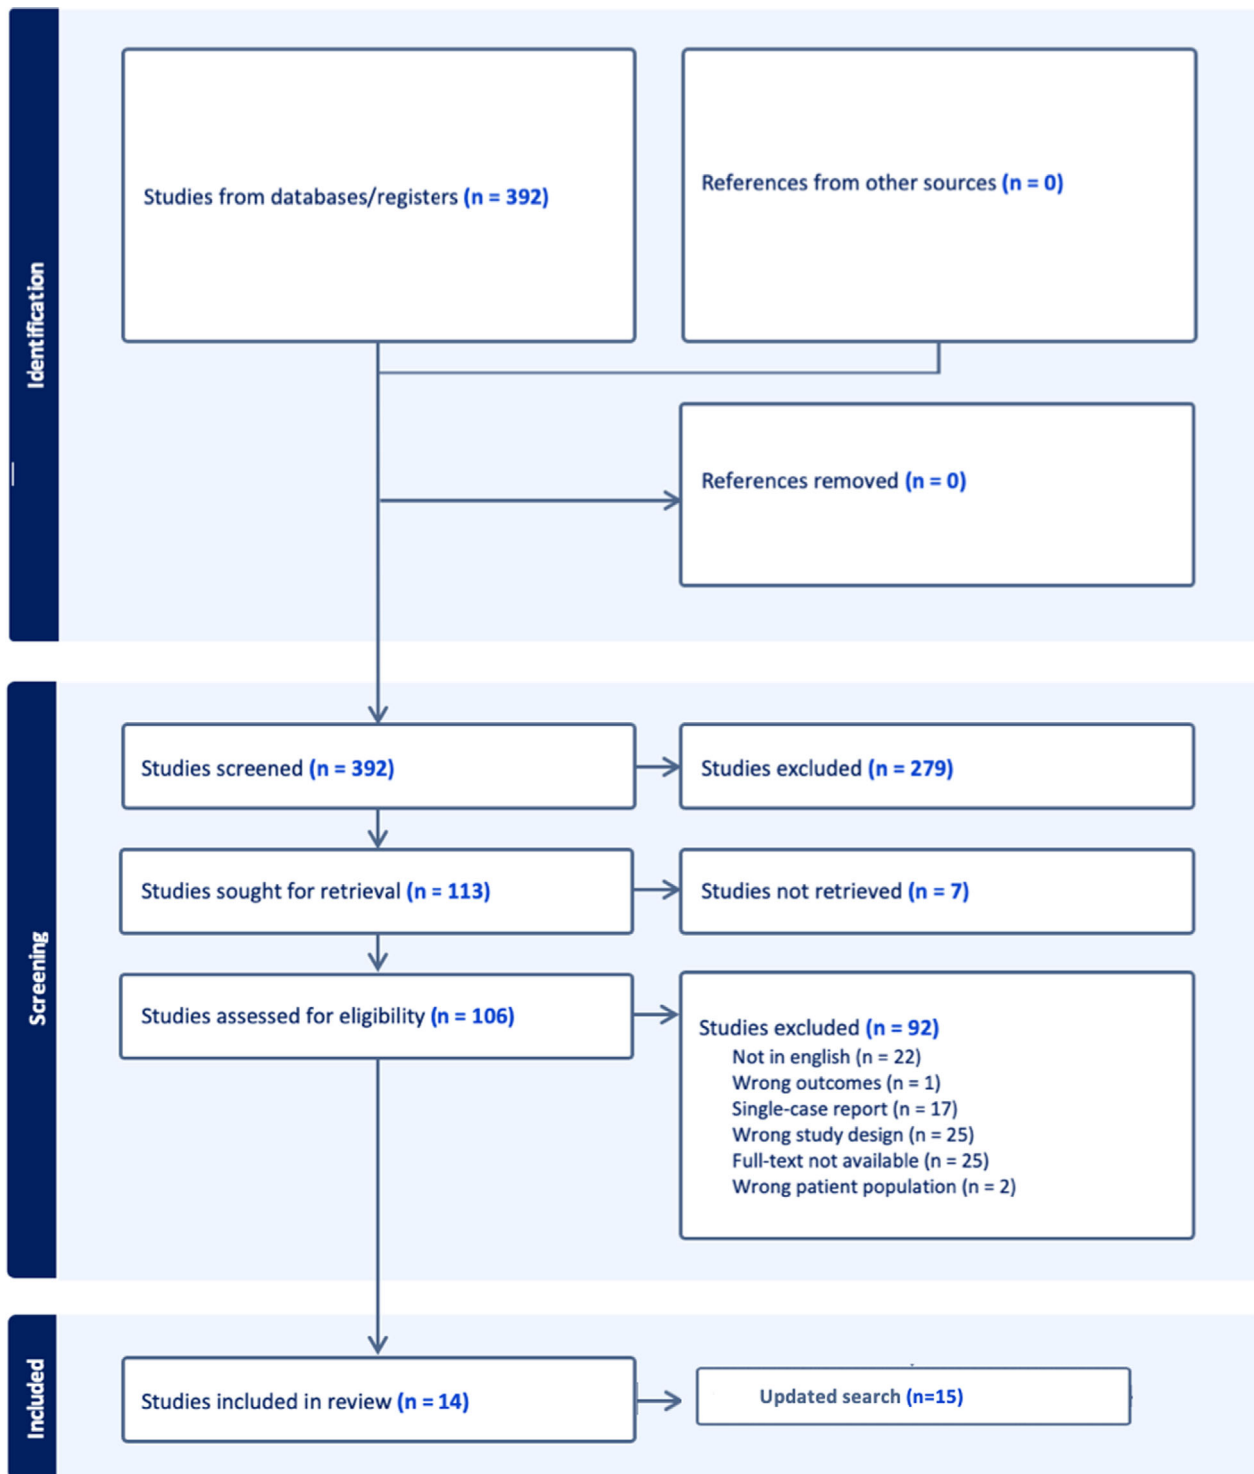 Identification
Studies from databases/registers (n = 392)
References from other sources (n = 0)
References removed (n = 0)
Screening
Studies screened (n = 392)
Studies excluded (n = 279)
Studies sought for retrieval (n = 113)
Studies not retrieved (n = 7)
Studies assessed for eligibility (n = 106)
Studies excluded (n = 92)
Not in english (n = 22)
Wrong outcomes (n = 1)
Single-case report (n = 17)
Wrong study design (n = 25)
Full-text not available (n = 25)
Wrong patient population (n = 2)
Included
Studies included in review (n = 14)
Updated search (n=15)